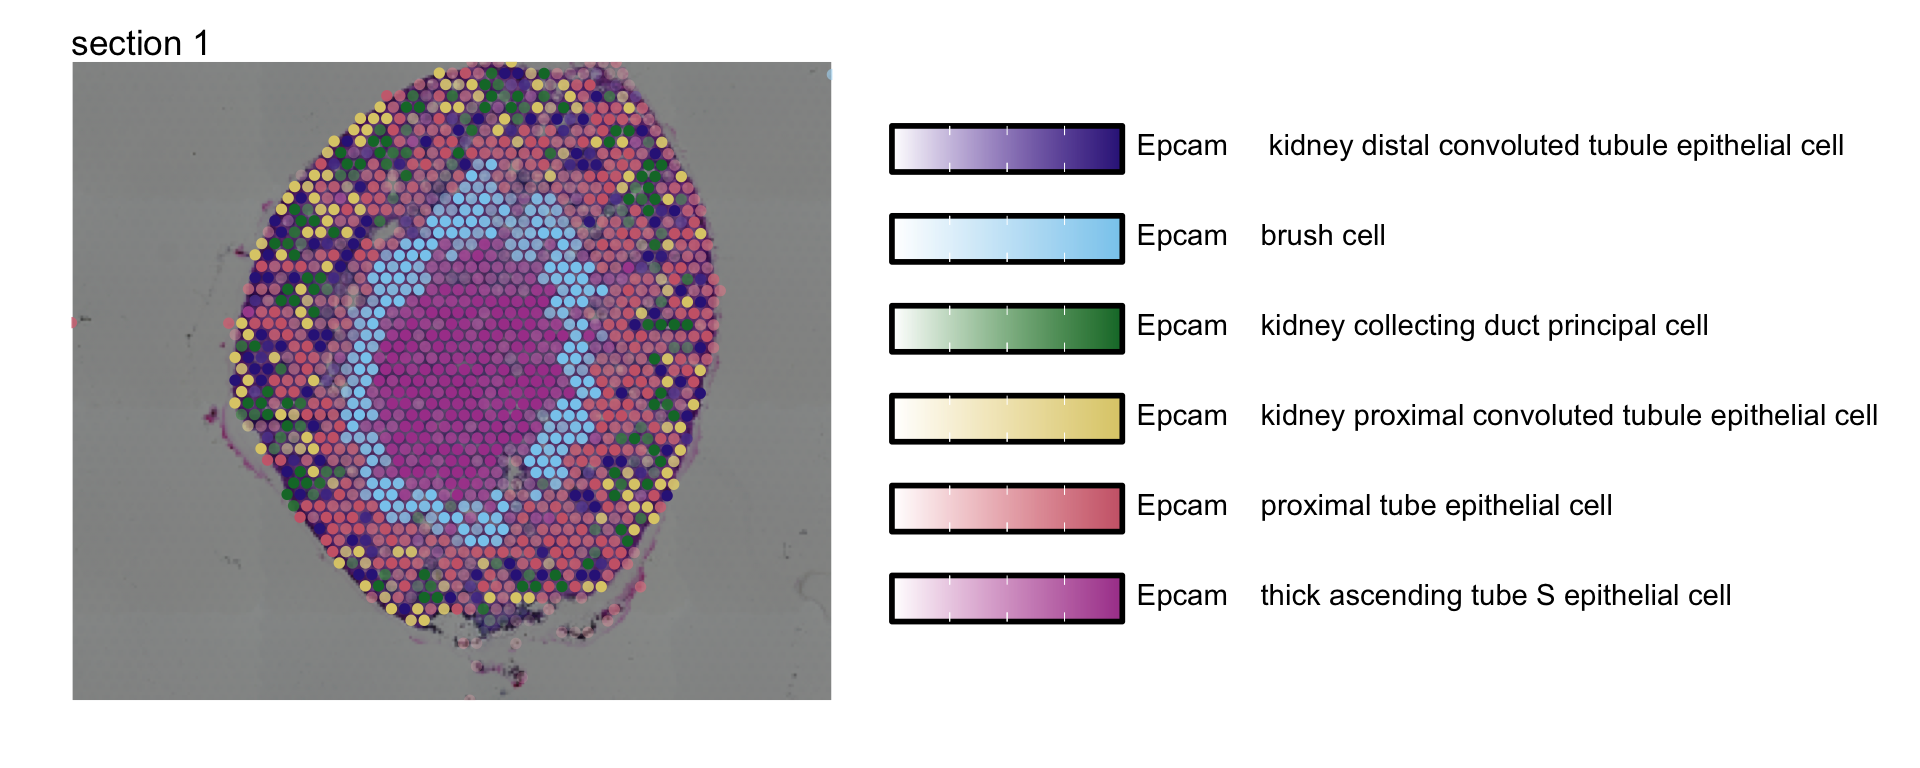 section 1
Epcam kidney distal convoluted tubule epithelial cell
Epcam brush cell
Epcam kidney collecting duct principal cell
Epcam kidney proximal convoluted tubule epithelial cell
Epcam proximal tube epithelial cell
Epcam thick ascending tube S epithelial cell